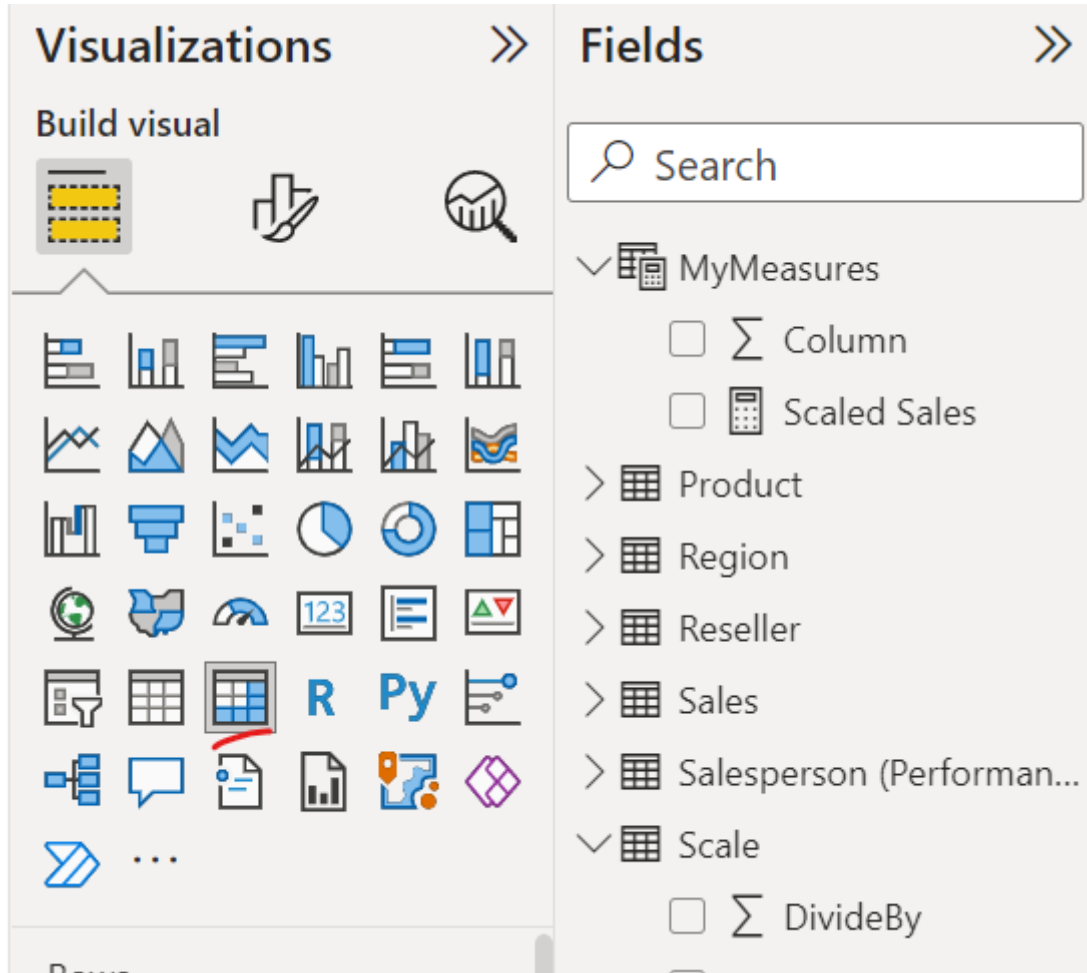 Visualizations
Build visual
123
R
Py
Rows
Fields
Search
MyMeasures
Σ Column
Scaled Sales
Product
Region
Reseller
Sales
Salesperson (Performan...
Scale
Σ DivideBy